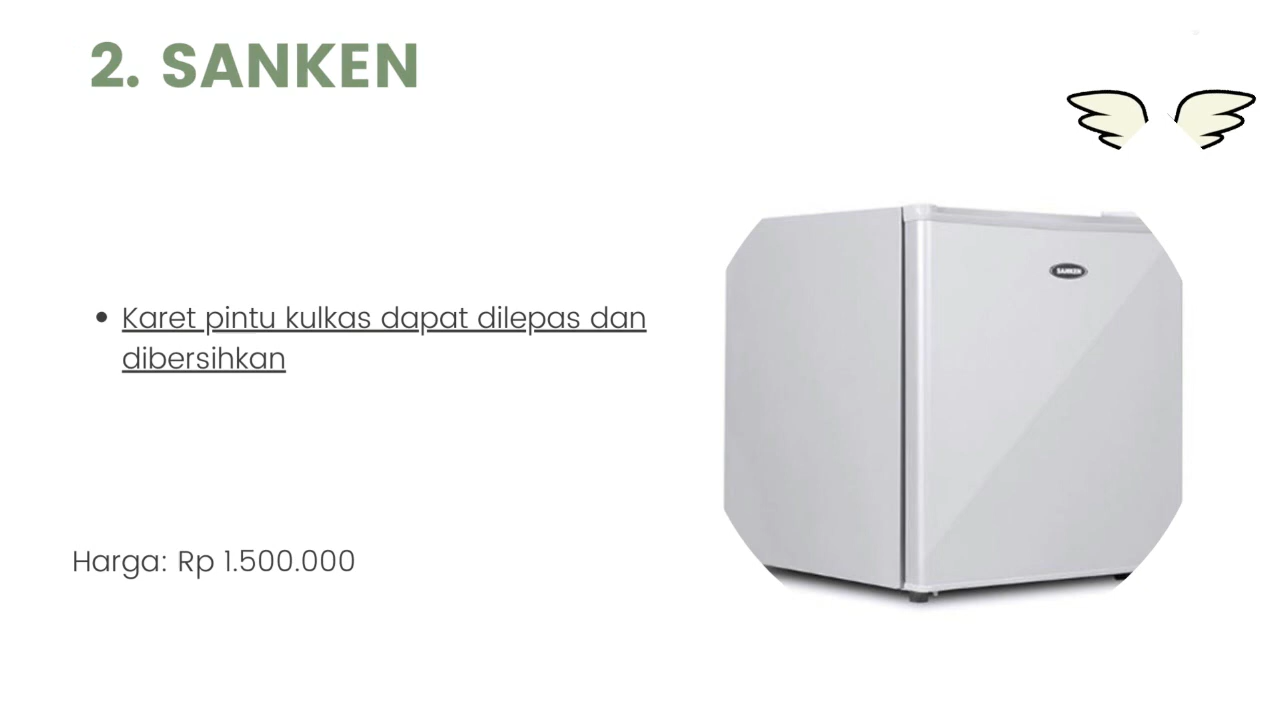 2. SANKEN
SANKEN
• Karet pintu kulkas dapat dilepas dan
dibersihkan
Harga: Rp 1.500.000